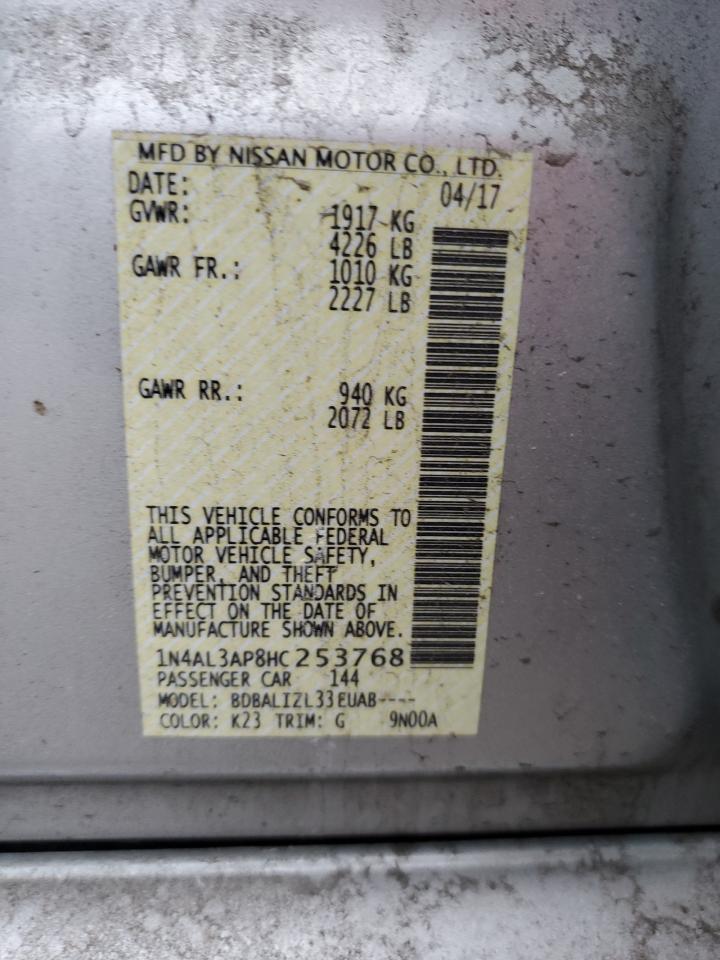 MFD BY NISSAN MOTOR CO., LTD.
DATE: 04/17
GVWR: 1917 KG
4226 LB
GAWR FR.: 1010 KG
2227 LB
GAWR RR.: 940 KG
2072 LB
THIS VEHICLE CONFORMS TO
ALL APPLICABLE FEDERAL
MOTOR VEHICLE SAFETY,
BUMPER, AND THEFT
PREVENTION STANDARDS IN
EFFECT ON THE DATE OF
MANUFACTURE SHOWN ABOVE.
1N4AL3AP8HC253768
PASSENGER CAR 144
MODEL: BDBALIZL33EUAB----
COLOR: K23 TRIM: G 9N00A